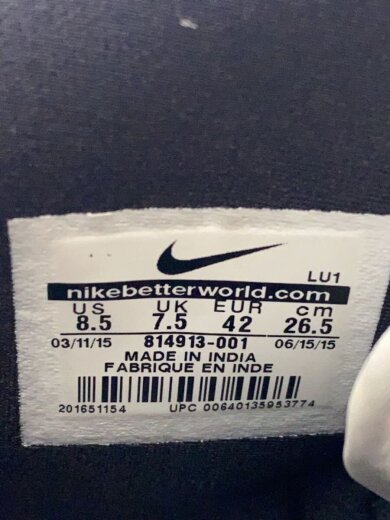 LU1
nikebetterworld.com
US UK EUR cm
8.5 7.5 42 26.5
03/11/15 814913-001 06/15/15
MADE IN INDIA
FABRIQUE EN INDE
201651154 UPC 00640135953774